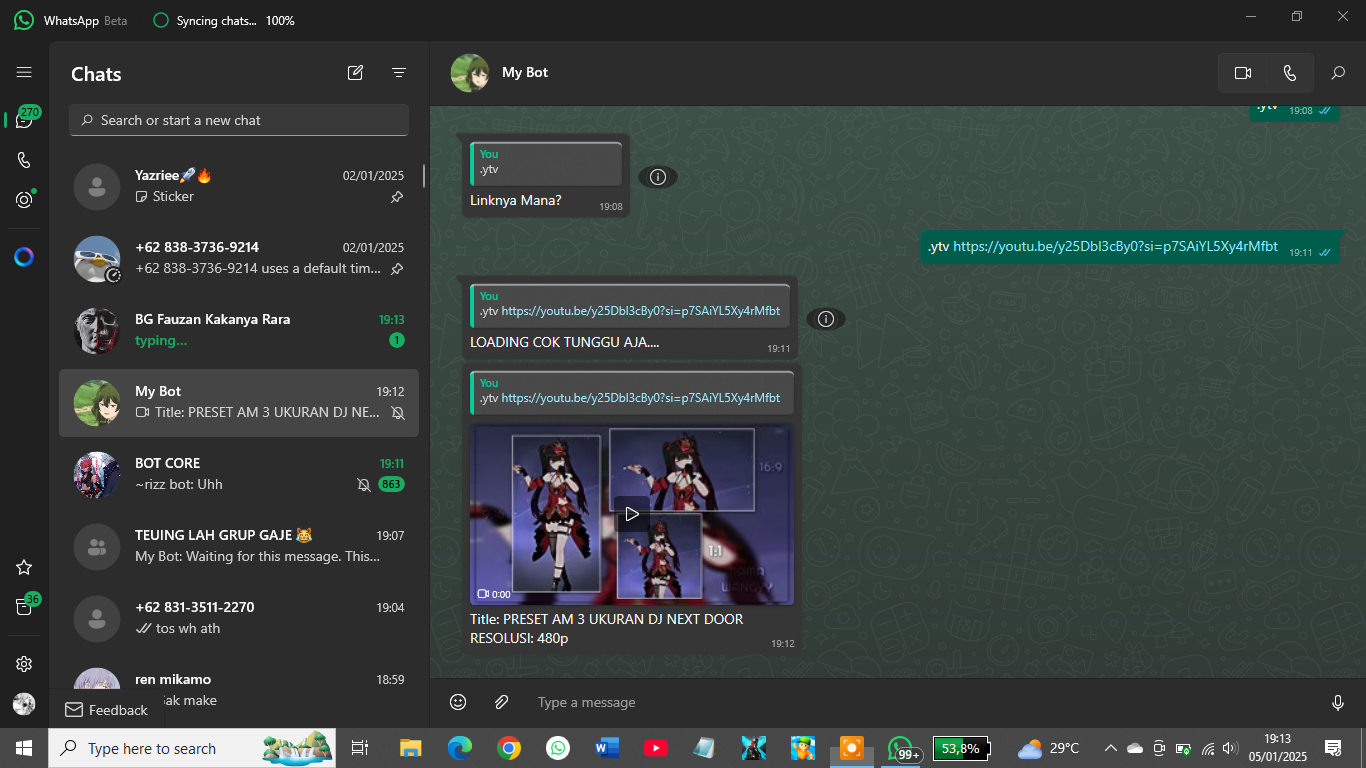 WhatsApp Beta
Syncing chats... 100%
Chats
270
36
Search or start a new chat
Yazriee🚀🔥 02/01/2025
Sticker
+62 838-3736-9214 02/01/2025
+62 838-3736-9214 uses a default tim...
BG Fauzan Kakanya Rara 19:13
typing... 1
My Bot 19:12
Title: PRESET AM 3 UKURAN DJ NE...
BOT CORE 19:11
~rizz bot: Uhh 863
TEUING LAH GRUP GAJE 😹 19:07
My Bot: Waiting for this message. This...
+62 831-3511-2270 19:04
tos wh ath
ren mikamo 18:59
ak make
Feedback
My Bot
.ytv 19:08
You
.ytv
Linknya Mana? 19:08
.ytv https://youtu.be/y25Dbl3cBy0?si=p7SAiYL5Xy4rMfbt 19:11
You
.ytv https://youtu.be/y25Dbl3cBy0?si=p7SAiYL5Xy4rMfbt
LOADING COK TUNGGU AJA.... 19:11
You
.ytv https://youtu.be/y25Dbl3cBy0?si=p7SAiYL5Xy4rMfbt
16:9
1:1
0:00
Title: PRESET AM 3 UKURAN DJ NEXT DOOR
RESOLUSI: 480p 19:12
Type a message
Type here to search
99+
53,8%
29°C
19:13
05/01/2025